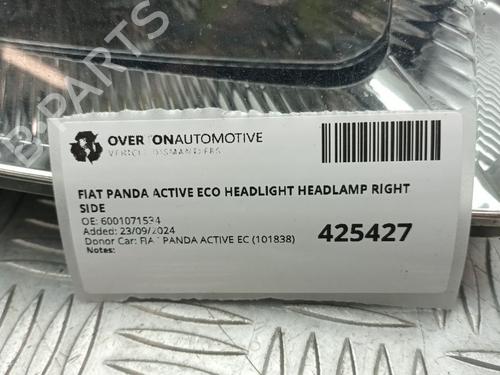 B-PARTS
OVERTONAUTOMOTIVE
VEHICLE DISMANTLERS
FIAT PANDA ACTIVE ECO HEADLIGHT HEADLAMP RIGHT
SIDE
OE: 6001071534
Added: 23/09/2024
Donor Car: FIAT PANDA ACTIVE EC (101838)
Notes:
425427